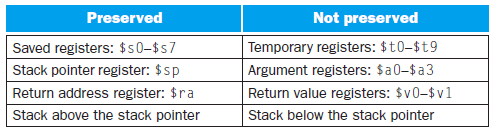 Preserved Not preserved
Saved registers: $s0–$s7 Temporary registers: $t0–$t9
Stack pointer register: $sp Argument registers: $a0–$a3
Return address register: $ra Return value registers: $v0–$v1
Stack above the stack pointer Stack below the stack pointer